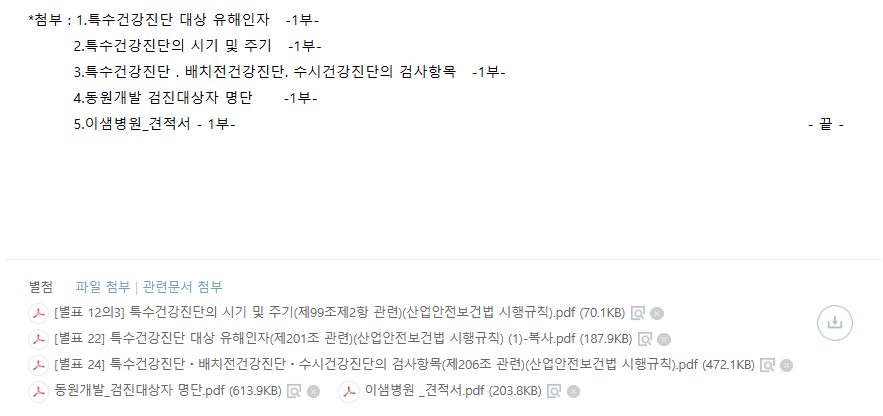 *첨부 : 1.특수건강진단 대상 유해인자 -1부-
2.특수건강진단의 시기 및 주기 -1부-
3.특수건강진단 . 배치전건강진단. 수시건강진단의 검사항목 -1부-
4.동원개발 검진대상자 명단 -1부-
5.이샘병원_견적서 - 1부- - 끝 -
별첨 파일 첨부 | 관련문서 첨부
[별표 12의3] 특수건강진단의 시기 및 주기(제99조제2항 관련)(산업안전보건법 시행규칙).pdf (70.1KB)
[별표 22] 특수건강진단 대상 유해인자(제201조 관련)(산업안전보건법 시행규칙) (1)-복사.pdf (187.9KB)
[별표 24] 특수건강진단・배치전건강진단・수시건강진단의 검사항목(제206조 관련)(산업안전보건법 시행규칙).pdf (472.1KB)
동원개발_검진대상자 명단.pdf (613.9KB) 이샘병원 _견적서.pdf (203.8KB)